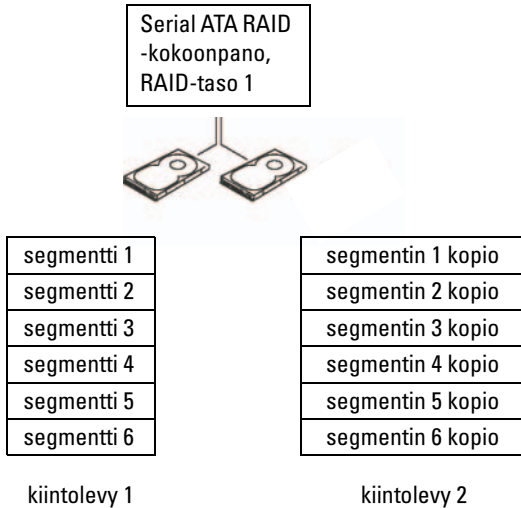 Serial ATA RAID
-kokoonpano,
RAID-taso 1
segmentti 1
segmentin 1 kopio
segmentti 2
segmentin 2 kopio
segmentti 3
segmentin 3 kopio
segmentti 4
segmentin 4 kopio
segmentti 5
segmentin 5 kopio
segmentti 6
segmentin 6 kopio
kiintolevy 1
kiintolevy 2